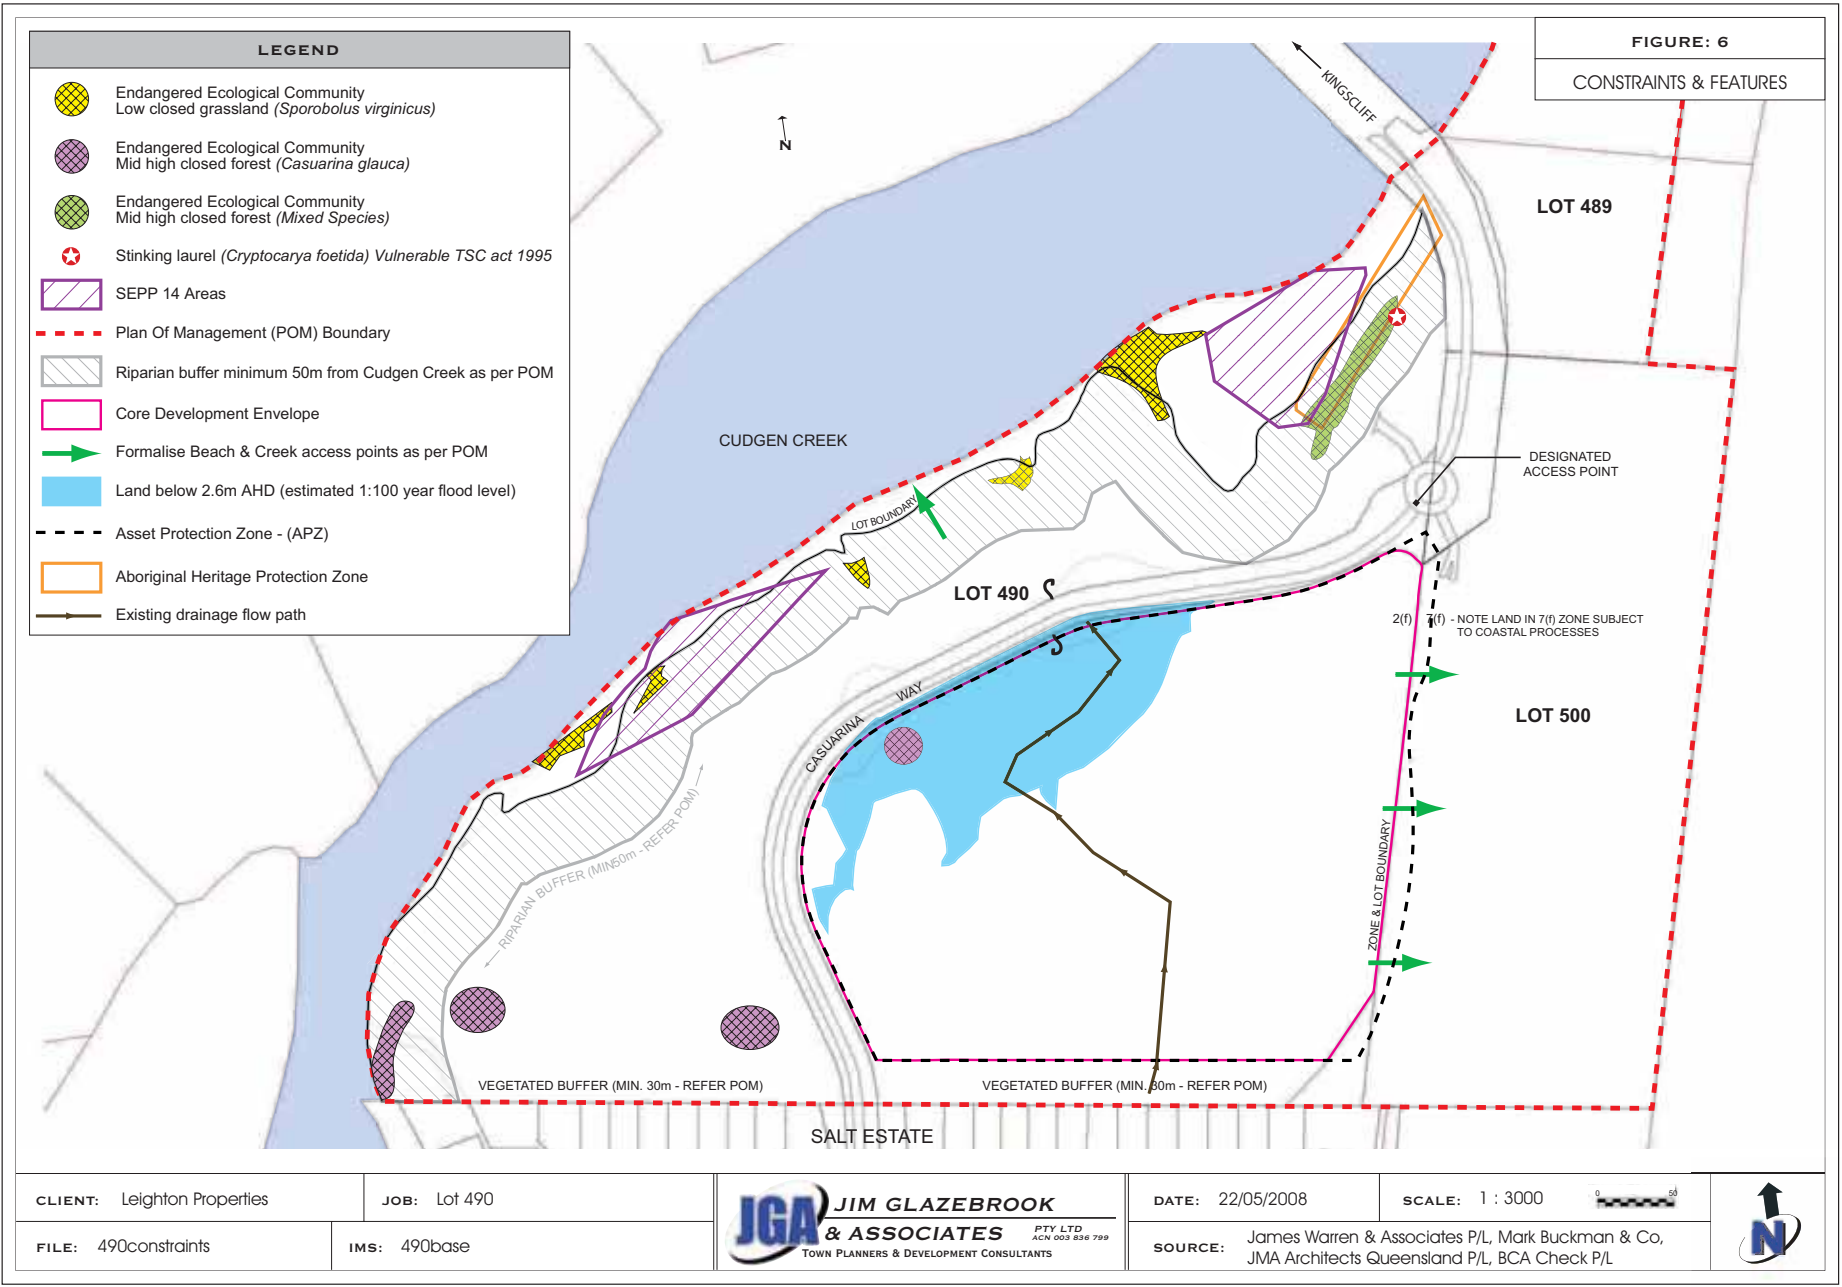 LEGEND
Endangered Ecological Community
Low closed grassland (Sporobolus virginicus)
Endangered Ecological Community
Mid high closed forest (Casuarina glauca)
Endangered Ecological Community
Mid high closed forest (Mixed Species)
Stinking laurel (Cryptocarya foetida) Vulnerable TSC act 1995
SEPP 14 Areas
Plan Of Management (POM) Boundary
Riparian buffer minimum 50m from Cudgen Creek as per POM
Core Development Envelope
Formalise Beach & Creek access points as per POM
Land below 2.6m AHD (estimated 1:100 year flood level)
Asset Protection Zone - (APZ)
Aboriginal Heritage Protection Zone
Existing drainage flow path
FIGURE: 6
CONSTRAINTS & FEATURES
N
KINGSCLIFF
LOT 489
CUDGEN CREEK
DESIGNATED
ACCESS POINT
LOT BOUNDARY
LOT 490
2(f) 7(f) - NOTE LAND IN 7(f) ZONE SUBJECT
TO COASTAL PROCESSES
LOT 500
CASUARINA WAY
RIPARIAN BUFFER (MIN50m - REFER POM)
ZONE & LOT BOUNDARY
VEGETATED BUFFER (MIN. 30m - REFER POM)
VEGETATED BUFFER (MIN. 30m - REFER POM)
SALT ESTATE
CLIENT: Leighton Properties
JOB: Lot 490
FILE: 490constraints
IMS: 490base
JGA JIM GLAZEBROOK
& ASSOCIATES PTY LTD
ACN 003 836 799
TOWN PLANNERS & DEVELOPMENT CONSULTANTS
DATE: 22/05/2008
SCALE: 1 : 3000
0 50
SOURCE: James Warren & Associates P/L, Mark Buckman & Co,
JMA Architects Queensland P/L, BCA Check P/L
N